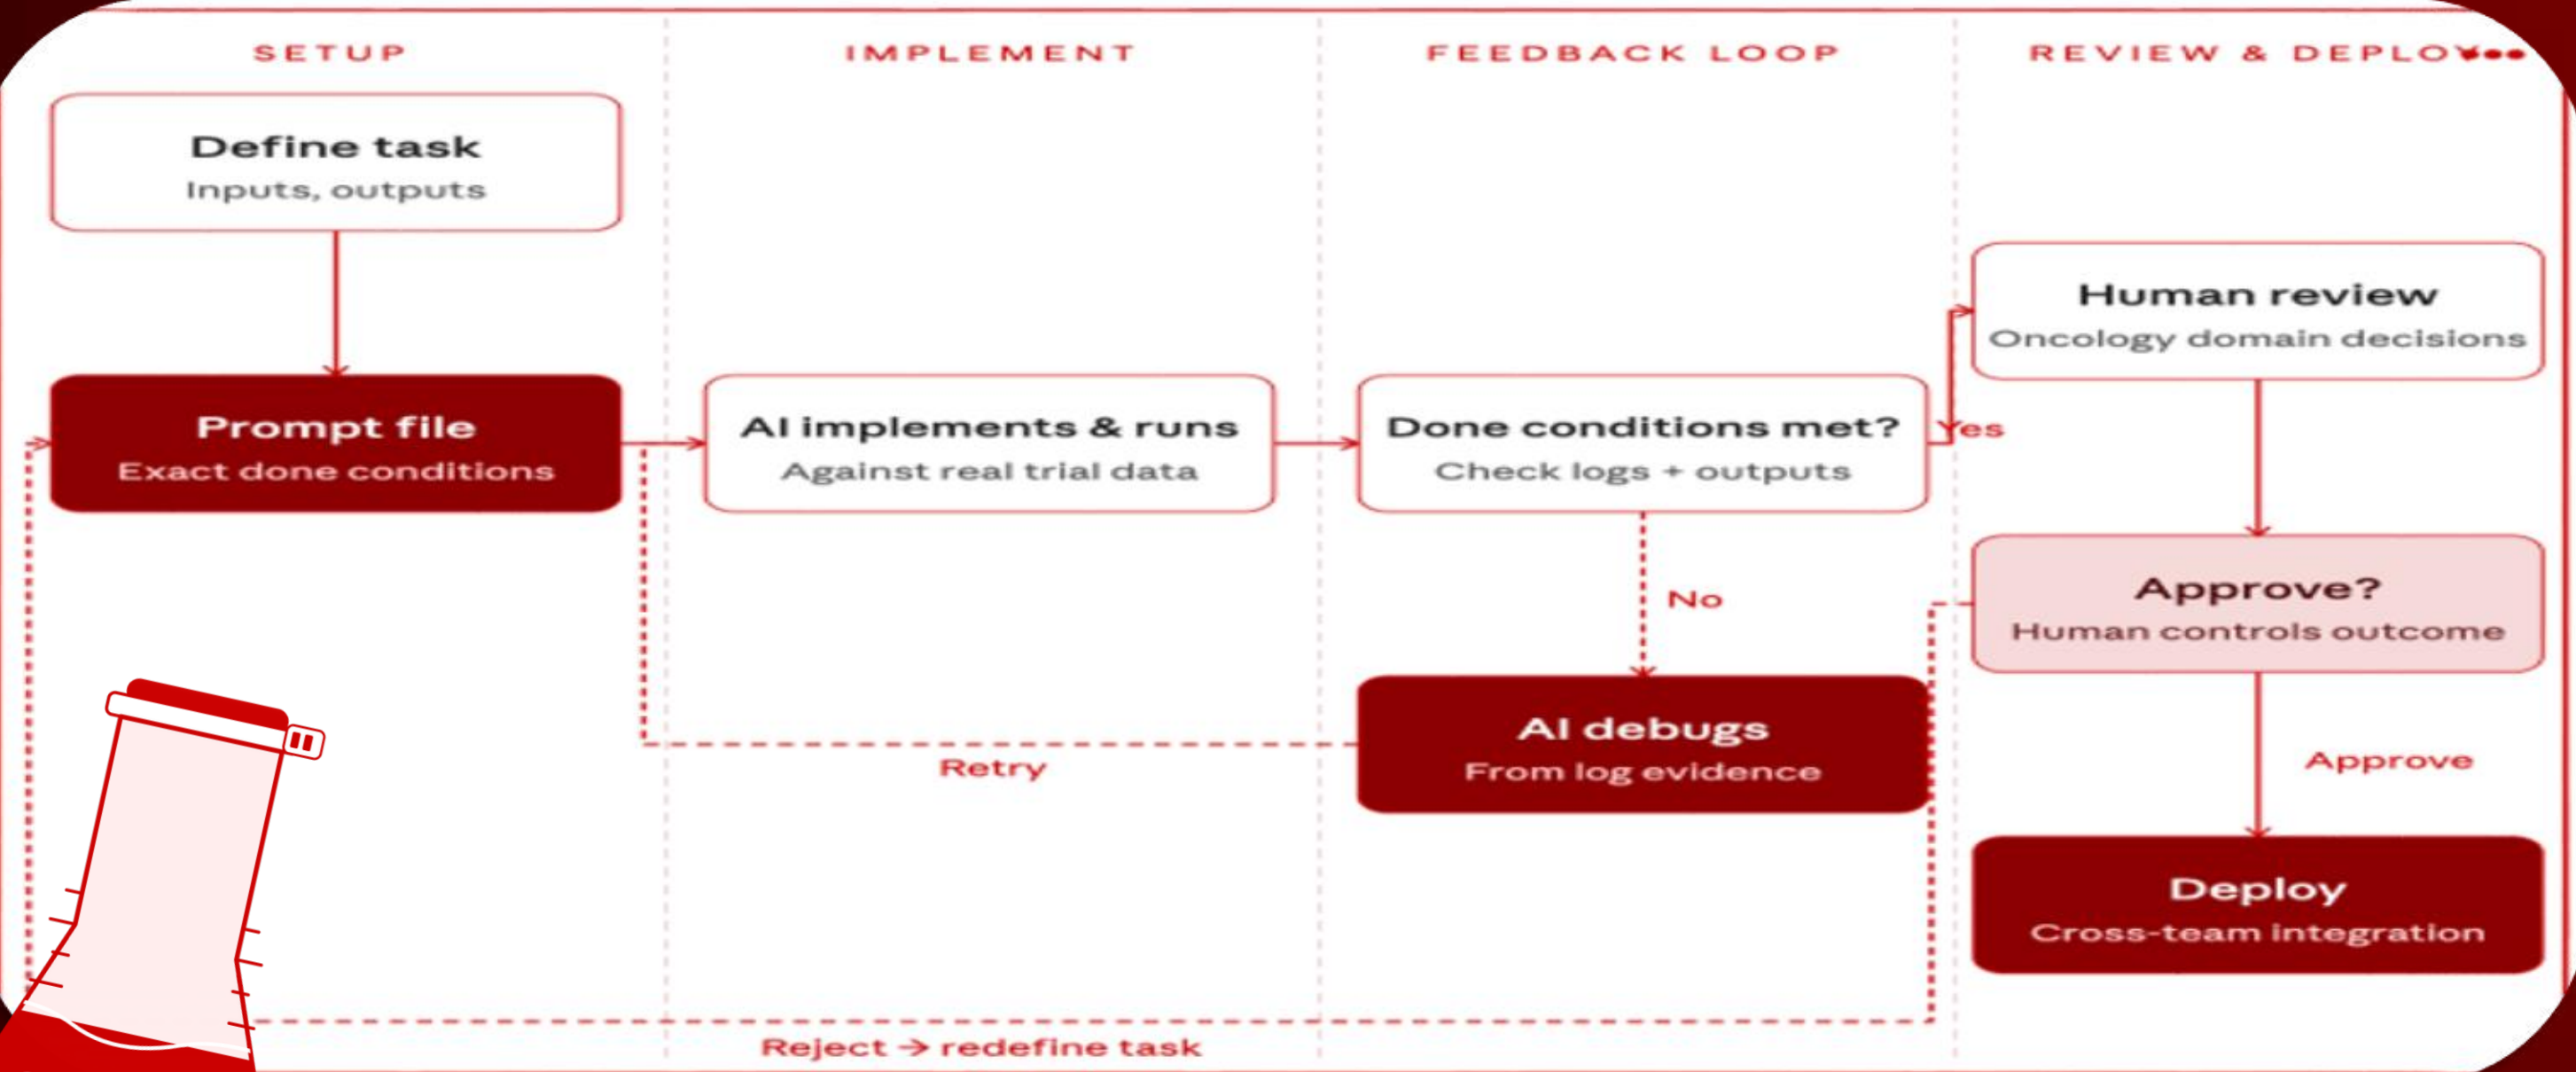 SETUP
IMPLEMENT
FEEDBACK LOOP
REVIEW & DEPLOY
Define task
Inputs, outputs
Prompt file
Exact done conditions
AI implements & runs
Against real trial data
Done conditions met?
Check logs + outputs
Yes
No
AI debugs
From log evidence
Retry
Human review
Oncology domain decisions
Approve?
Human controls outcome
Approve
Deploy
Cross-team integration
Reject → redefine task